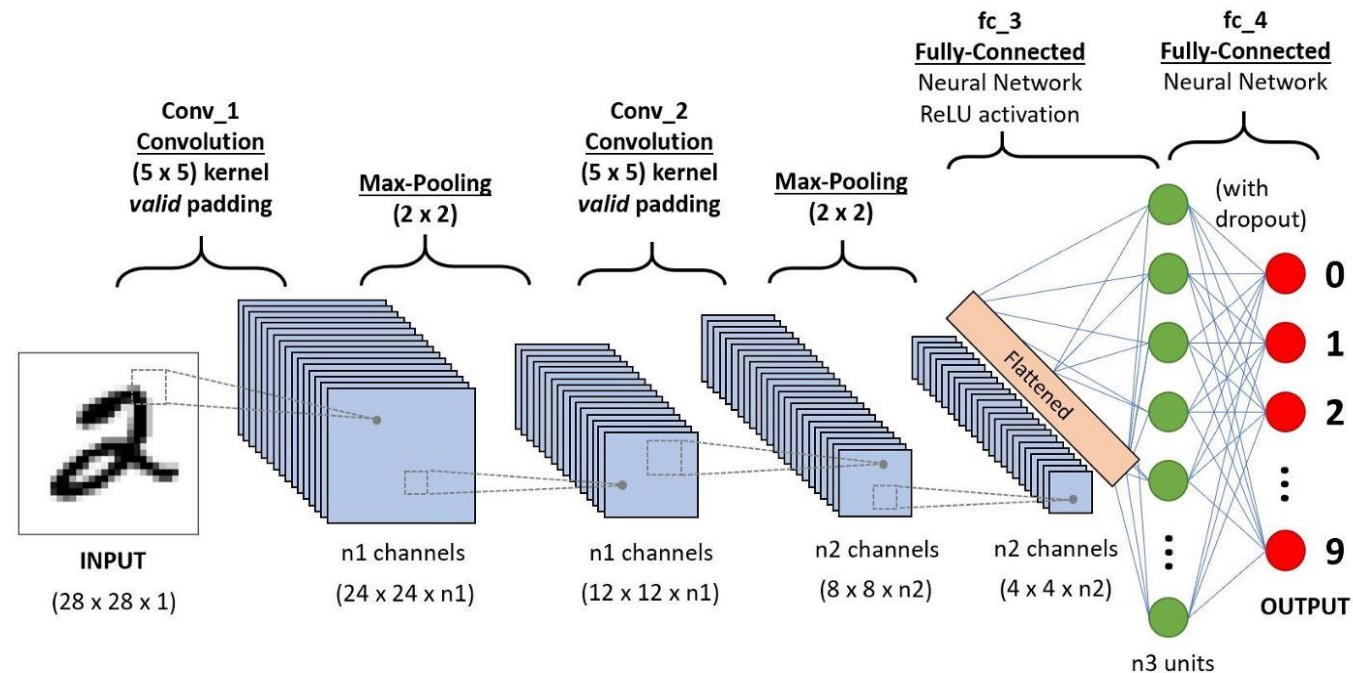 Conv_1
Convolution
(5 x 5) kernel
valid padding
Max-Pooling
(2 x 2)
Conv_2
Convolution
(5 x 5) kernel
valid padding
Max-Pooling
(2 x 2)
fc_3
Fully-Connected
Neural Network
ReLU activation
fc_4
Fully-Connected
Neural Network
(with
dropout)
Flattened
0
1
2
9
OUTPUT
INPUT
(28 x 28 x 1)
n1 channels
(24 x 24 x n1)
n1 channels
(12 x 12 x n1)
n2 channels
(8 x 8 x n2)
n2 channels
(4 x 4 x n2)
n3 units
2